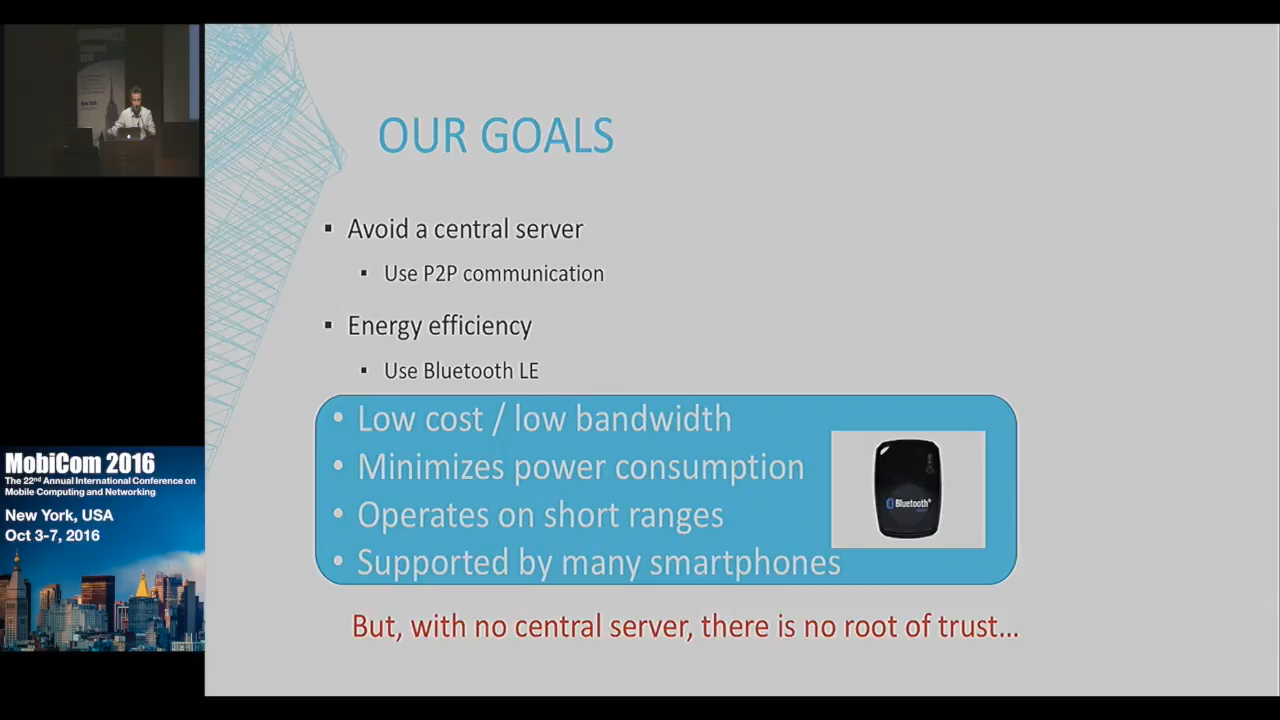 OUR GOALS
▪ Avoid a central server
▪ Use P2P communication
▪ Energy efficiency
▪ Use Bluetooth LE
• Low cost / low bandwidth
• Minimizes power consumption
• Operates on short ranges
• Supported by many smartphones
Bluetooth®
But, with no central server, there is no root of trust...
MobiCom 2016
The 22nd Annual International Conference on
Mobile Computing and Networking
New York, USA
Oct 3-7, 2016